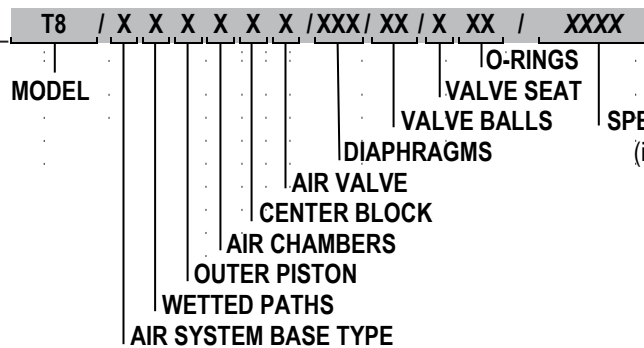 T8 / X X X X X X / XXX / XX / X XX / XXXX
O-RINGS
MODEL VALVE SEAT
VALVE BALLS SPE
DIAPHRAGMS (i
AIR VALVE
CENTER BLOCK
AIR CHAMBERS
OUTER PISTON
WETTED PATHS
AIR SYSTEM BASE TYPE